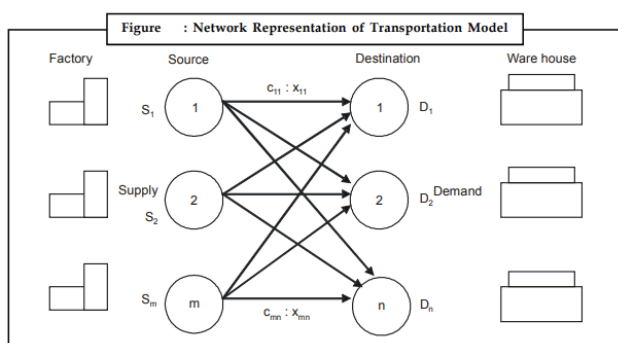 Figure : Network Representation of Transportation Model
Factory Source Destination Ware house
c11 : x11
S1 1 1 D1
Supply 2 2 D2 Demand
S2
Sm m n Dn
cmn : xmn